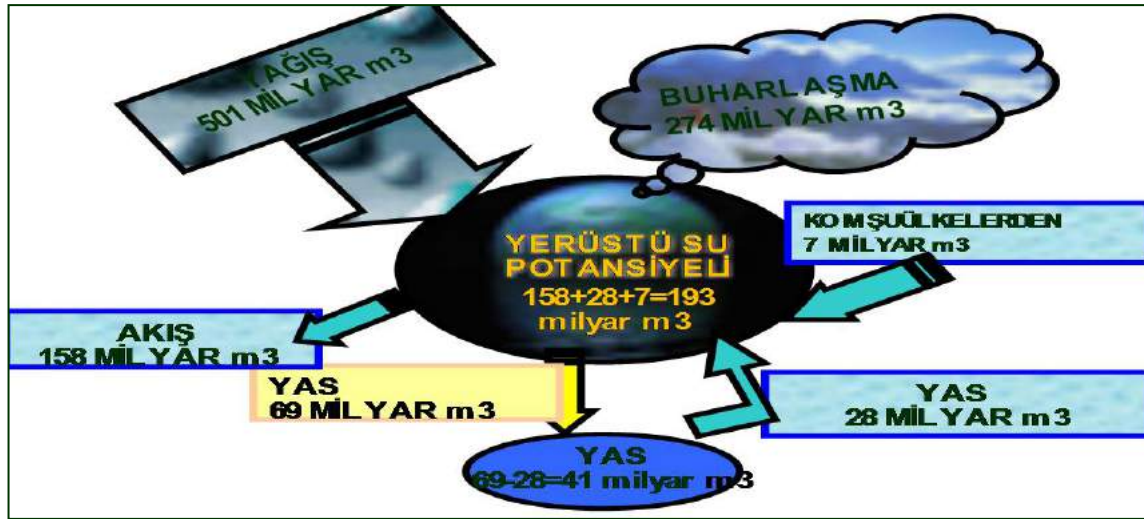 YAĞIŞ
501 MİLYAR m3
BUHARLAŞMA
274 MİLYAR m3
KOMŞUÜLKELERDEN
7 MİLYAR m3
YERÜSTÜ SU
POTANSİYELİ
158+28+7=193
milyar m3
AKIŞ
158 MİLYAR m3
YAS
69 MİLYAR m3
YAS
28 MİLYAR m3
YAS
69-28=41 milyar m3